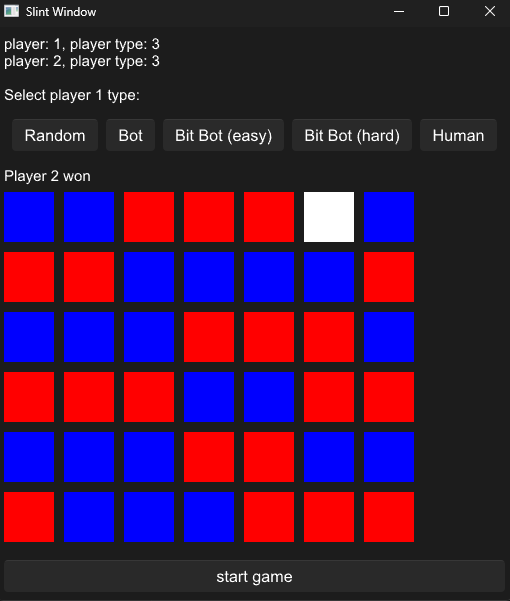 Slint Window
player: 1, player type: 3
player: 2, player type: 3
Select player 1 type:
Random Bot Bit Bot (easy) Bit Bot (hard) Human
Player 2 won
start game